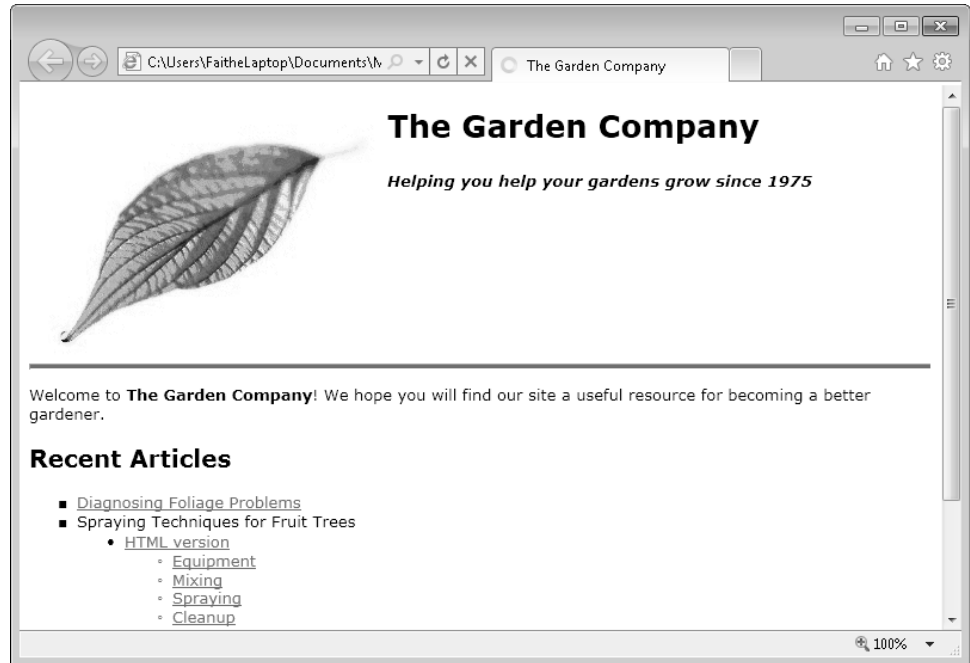 C:\Users\FaitheLaptop\Documents\M
The Garden Company
The Garden Company
Helping you help your gardens grow since 1975
Welcome to The Garden Company! We hope you will find our site a useful resource for becoming a better
gardener.
Recent Articles
Diagnosing Foliage Problems
Spraying Techniques for Fruit Trees
HTML version
Equipment
Mixing
Spraying
Cleanup
100%